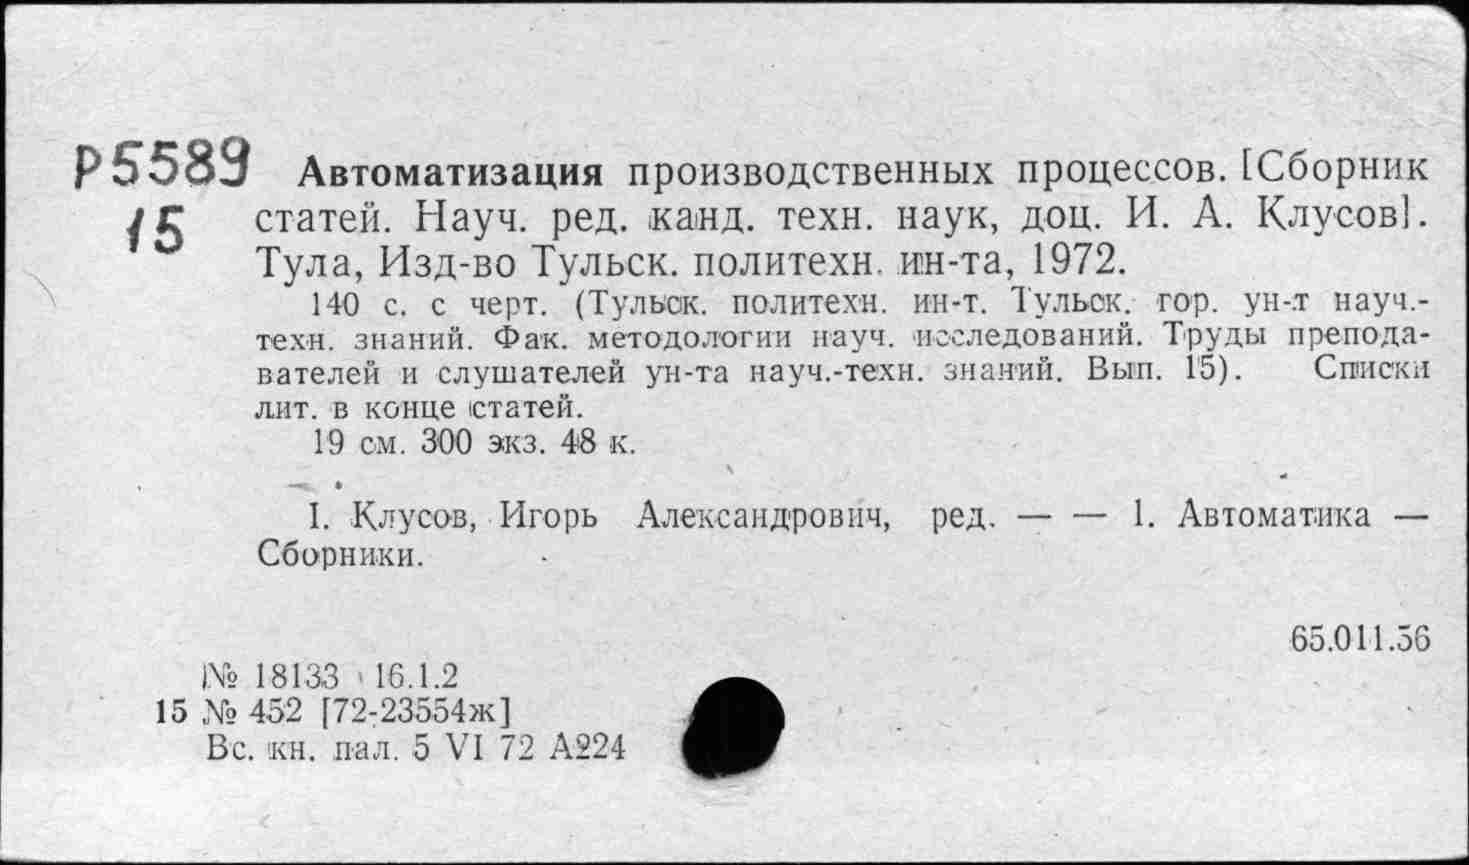 Р5589 Автоматизация производственных процессов. [Сборник
15 статей. Науч. ред. канд. техн. наук, доц. И. А. Клусов].
Тула, Изд-во Тульск. политехн. ин-та, 1972.
140 с. с черт. (Тульск. политехн. ин-т. Тульск. гор. ун-т науч.-
техн. знаний. Фак. методологии науч. исследований. Труды препода-
вателей и слушателей ун-та науч.-техн. знаний. Вып. 15). Списки
лит. в конце статей.
19 см. 300 экз. 48 к.
I. Клусов, Игорь Александрович, ред. — — 1. Автоматика —
Сборники.
65.011.56
№ 18133 16.1.2
15 № 452 [72-23554ж]
Вс. кн. пал. 5 VI 72 А224